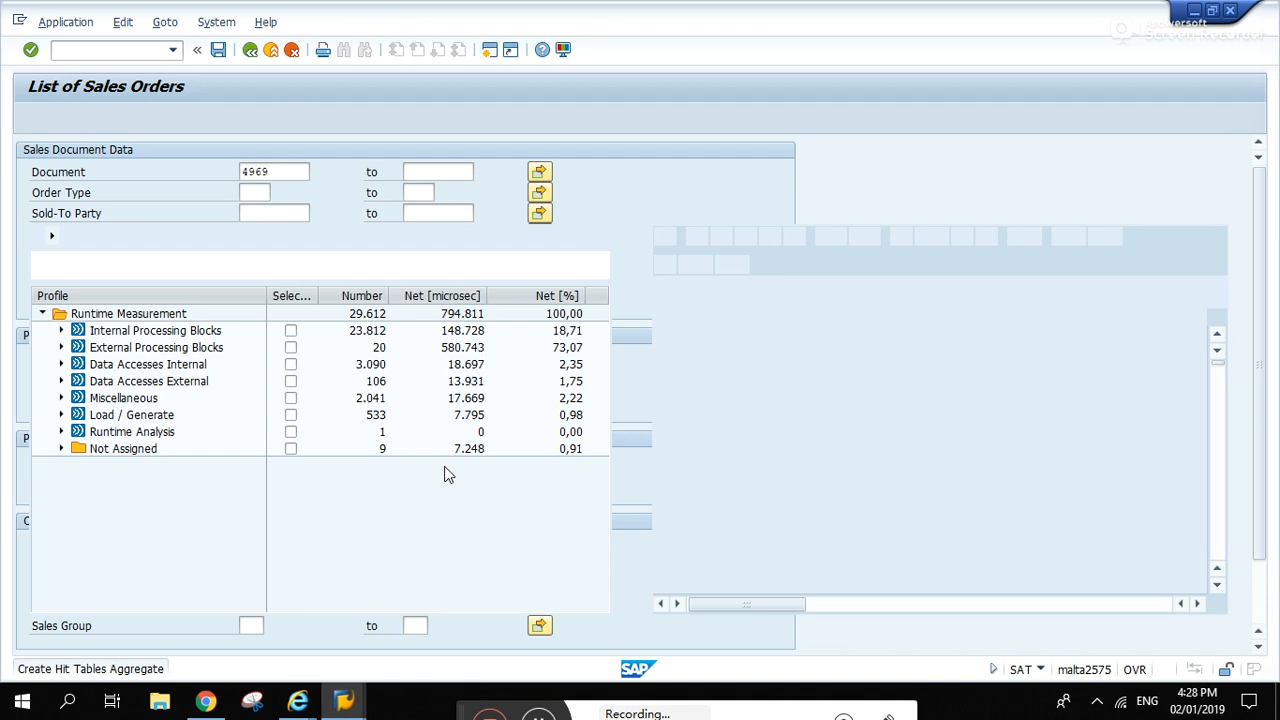 Application Edit Goto System Help
Apowersoft
Screen Recorder
List of Sales Orders
Sales Document Data
Document 4969 to
Order Type to
Sold-To Party to
Profile Selec... Number Net [microsec] Net [%]
Runtime Measurement 29.612 794.811 100,00
Internal Processing Blocks 23.812 148.728 18,71
External Processing Blocks 20 580.743 73,07
Data Accesses Internal 3.090 18.697 2,35
Data Accesses External 106 13.931 1,75
Miscellaneous 2.041 17.669 2,22
Load / Generate 533 7.795 0,98
Runtime Analysis 1 0 0,00
Not Assigned 9 7.248 0,91
Sales Group to
Create Hit Tables Aggregate SAP SAT malta2575 OVR
Recording...
ENG
4:28 PM
02/01/2019